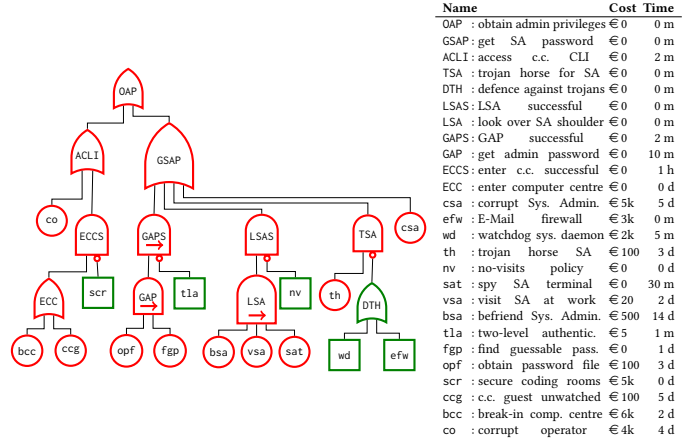 OAP
ACLI
GSAP
co
ECCS
GAPS
LSAS
TSA
csa
ECC
scr
GAP
tla
LSA
nv
th
DTH
bcc
ccg
opf
fgp
bsa
vsa
sat
wd
efw
Name Cost Time
OAP : obtain admin privileges €0 0 m
GSAP: get SA password €0 0 m
ACLI: access c.c. CLI €0 2 m
TSA : trojan horse for SA €0 0 m
DTH : defence against trojans €0 0 m
LSAS: LSA successful €0 0 m
LSA : look over SA shoulder €0 0 m
GAPS: GAP successful €0 2 m
GAP : get admin password €0 10 m
ECCS: enter c.c. successful €0 1 h
ECC : enter computer centre €0 0 d
csa : corrupt Sys. Admin. €5k 5 d
efw : E-Mail firewall €3k 0 m
wd : watchdog sys. daemon €2k 5 m
th : trojan horse SA €100 3 d
nv : no-visits policy €0 0 d
sat : spy SA terminal €0 30 m
vsa : visit SA at work €20 2 d
bsa : befriend Sys. Admin. €500 14 d
tla : two-level authentic. €5 1 m
fgp : find guessable pass. €0 1 d
opf : obtain password file €100 3 d
scr : secure coding rooms €5k 0 d
ccg : c.c. guest unwatched €100 5 d
bcc : break-in comp. centre €6k 2 d
co : corrupt operator €4k 4 d